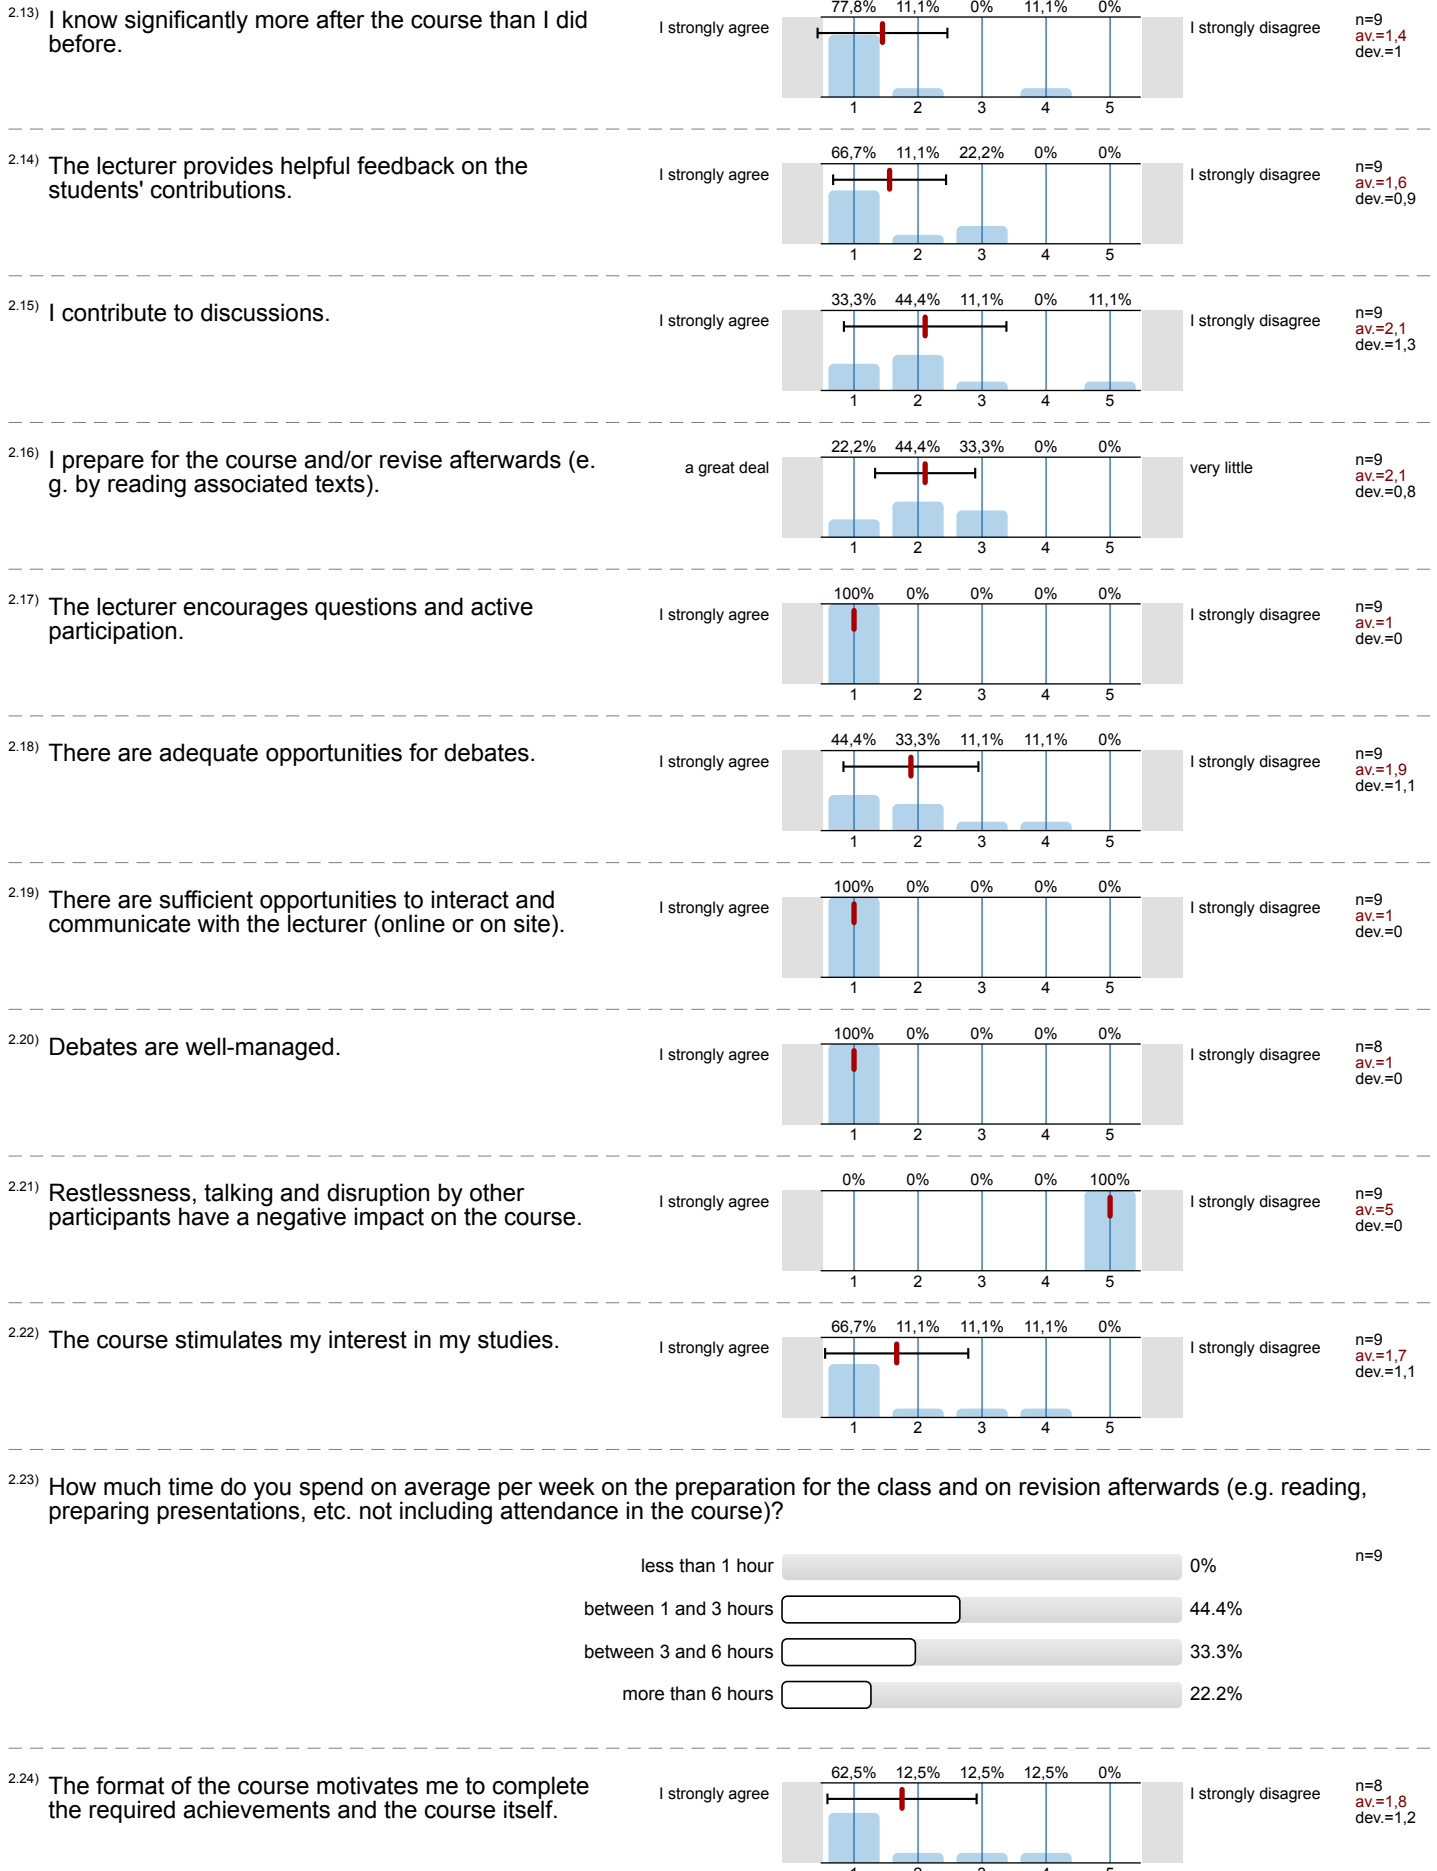 2.13) I know significantly more after the course than I did
before.
I strongly agree
77,8% 11,1% 0% 11,1% 0%
1 2 3 4 5
I strongly disagree
n=9
av.=1,4
dev.=1
2.14) The lecturer provides helpful feedback on the
students' contributions.
I strongly agree
66,7% 11,1% 22,2% 0% 0%
1 2 3 4 5
I strongly disagree
n=9
av.=1,6
dev.=0,9
2.15) I contribute to discussions.
I strongly agree
33,3% 44,4% 11,1% 0% 11,1%
1 2 3 4 5
I strongly disagree
n=9
av.=2,1
dev.=1,3
2.16) I prepare for the course and/or revise afterwards (e.
g. by reading associated texts).
a great deal
22,2% 44,4% 33,3% 0% 0%
1 2 3 4 5
very little
n=9
av.=2,1
dev.=0,8
2.17) The lecturer encourages questions and active
participation.
I strongly agree
100% 0% 0% 0% 0%
1 2 3 4 5
I strongly disagree
n=9
av.=1
dev.=0
2.18) There are adequate opportunities for debates.
I strongly agree
44,4% 33,3% 11,1% 11,1% 0%
1 2 3 4 5
I strongly disagree
n=9
av.=1,9
dev.=1,1
2.19) There are sufficient opportunities to interact and
communicate with the lecturer (online or on site).
I strongly agree
100% 0% 0% 0% 0%
1 2 3 4 5
I strongly disagree
n=9
av.=1
dev.=0
2.20) Debates are well-managed.
I strongly agree
100% 0% 0% 0% 0%
1 2 3 4 5
I strongly disagree
n=8
av.=1
dev.=0
2.21) Restlessness, talking and disruption by other
participants have a negative impact on the course.
I strongly agree
0% 0% 0% 0% 100%
1 2 3 4 5
I strongly disagree
n=9
av.=5
dev.=0
2.22) The course stimulates my interest in my studies.
I strongly agree
66,7% 11,1% 11,1% 11,1% 0%
1 2 3 4 5
I strongly disagree
n=9
av.=1,7
dev.=1,1
2.23) How much time do you spend on average per week on the preparation for the class and on revision afterwards (e.g. reading,
preparing presentations, etc. not including attendance in the course)?
n=9
less than 1 hour 0%
between 1 and 3 hours 44.4%
between 3 and 6 hours 33.3%
more than 6 hours 22.2%
2.24) The format of the course motivates me to complete
the required achievements and the course itself.
I strongly agree
62,5% 12,5% 12,5% 12,5% 0%
1 2 3 4 5
I strongly disagree
n=8
av.=1,8
dev.=1,2